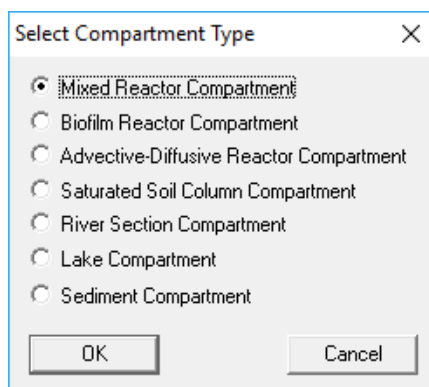 Select Compartment Type
Mixed Reactor Compartment
Biofilm Reactor Compartment
Advective-Diffusive Reactor Compartment
Saturated Soil Column Compartment
River Section Compartment
Lake Compartment
Sediment Compartment
OK Cancel